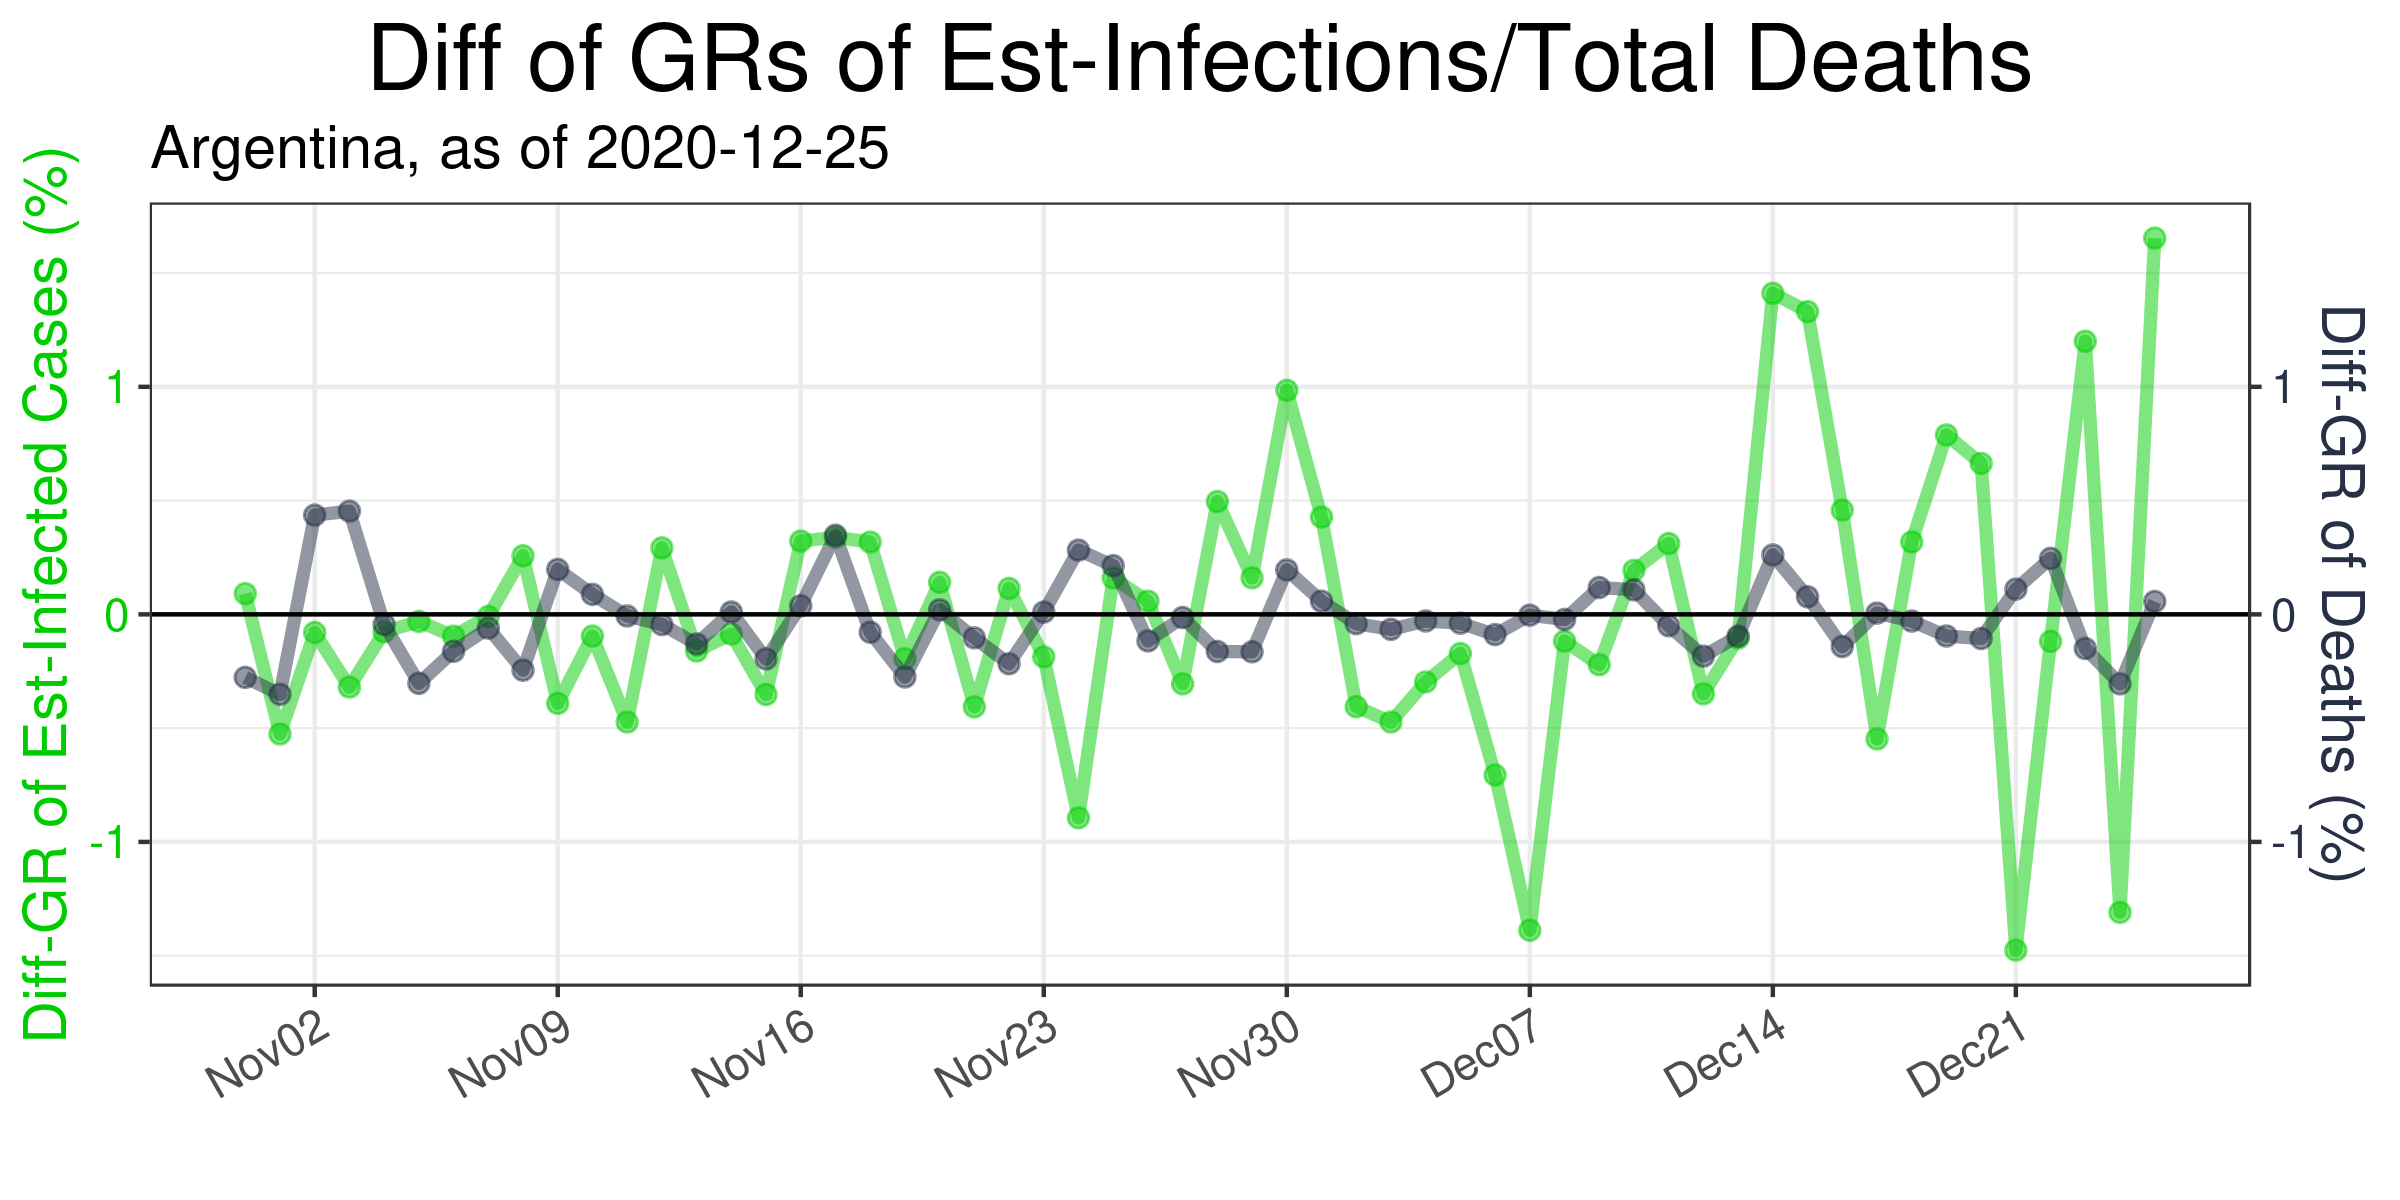 Diff of GRs of Est-Infections/Total Deaths
Argentina, as of 2020-12-25
Diff-GR of Est-Infected Cases (%)
1
0
-1
1
0
-1
Diff-GR of Deaths (%)
Nov02
Nov09
Nov16
Nov23
Nov30
Dec07
Dec14
Dec21